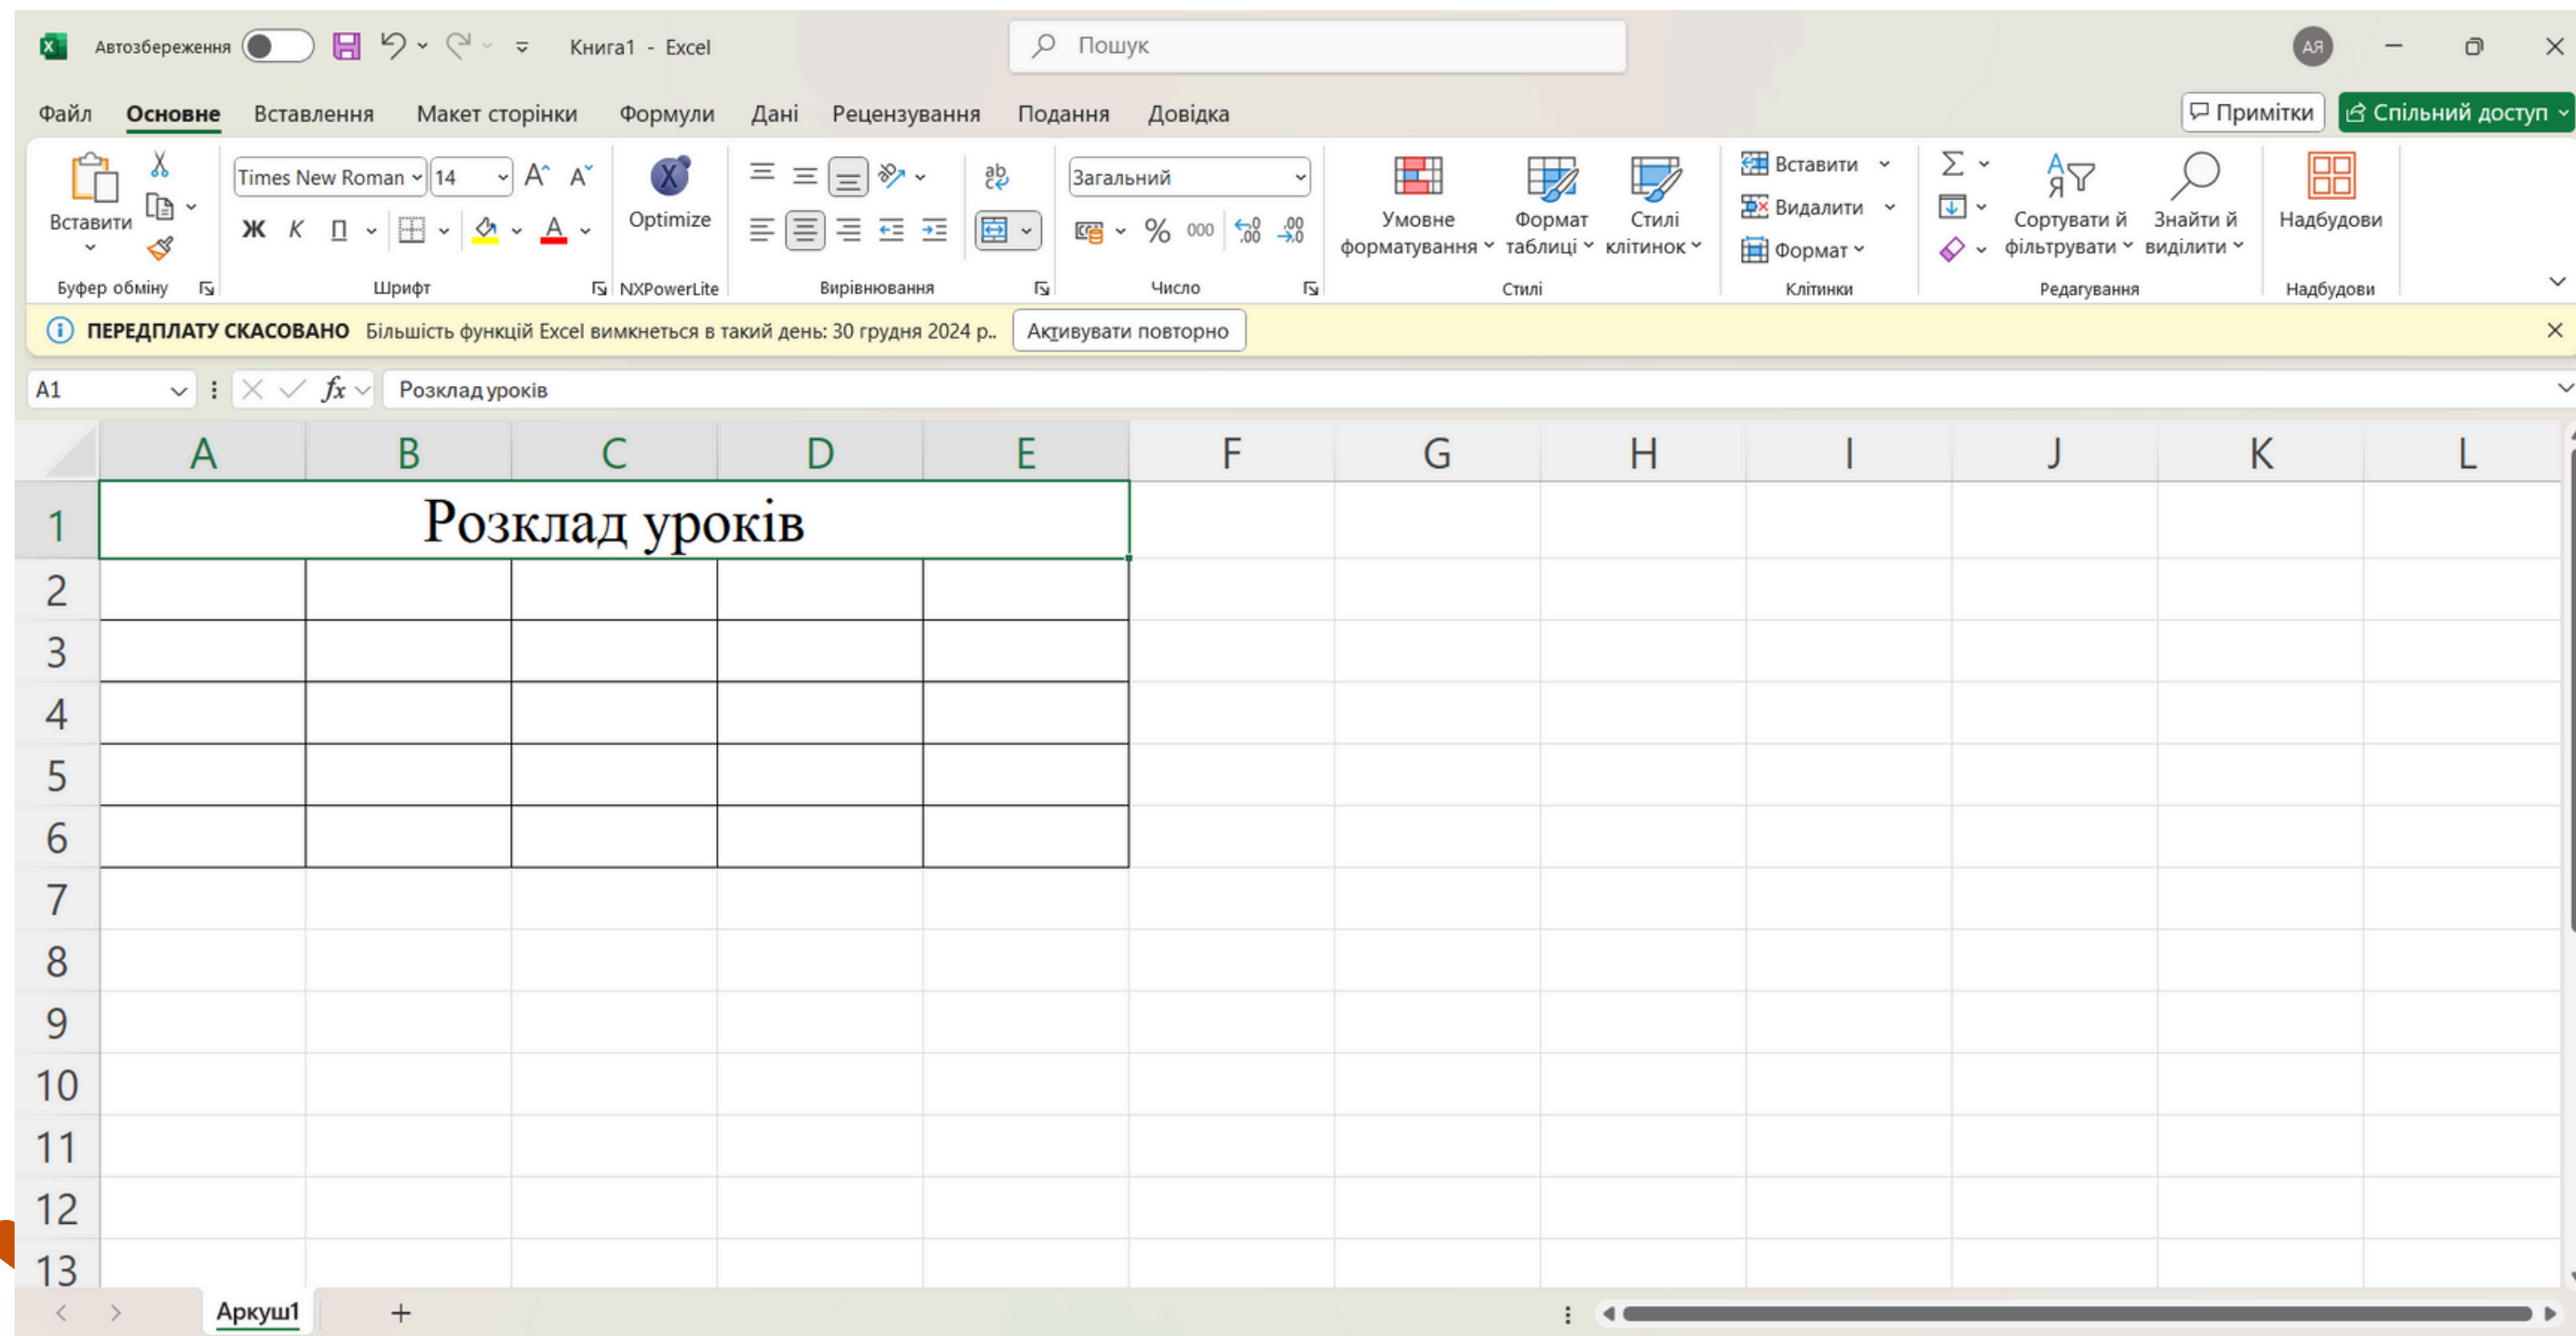 Автозбереження Книга1 - Excel Пошук АЯ
Файл Основне Вставлення Макет сторінки Формули Дані Рецензування Подання Довідка Примітки Спільний доступ
Вставити
Буфер обміну
Times New Roman 14
Ж К П А
Шрифт
Optimize
NXPowerLite
Вирівнювання
Загальний
% 000
Число
Умовне форматування
Формат таблиці
Стилі клітинок
Стилі
Вставити
Видалити
Формат
Клітинки
Сортувати й фільтрувати
Знайти й виділити
Редагування
Надбудови
Надбудови
ПЕРЕДПЛАТУ СКАСОВАНО Більшість функцій Excel вимкнеться в такий день: 30 грудня 2024 р.. Активувати повторно
A1 fx Розклад уроків
A B C D E F G H I J K L
1 Розклад уроків
2
3
4
5
6
7
8
9
10
11
12
13
Аркуш1